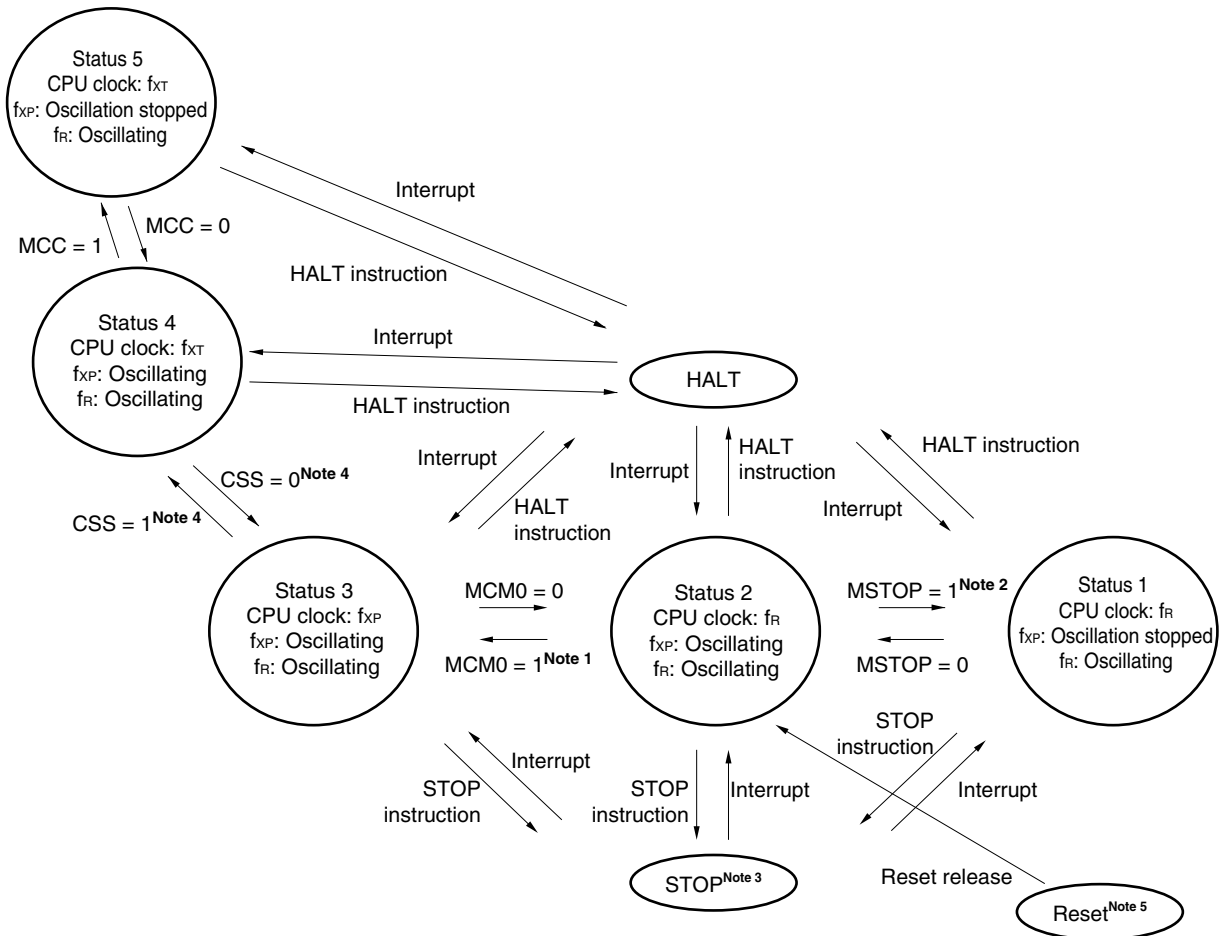 Status 5
CPU clock: fXT
fXP: Oscillation stopped
fR: Oscillating
Interrupt
MCC = 0
MCC = 1
HALT instruction
Status 4
CPU clock: fXT
fXP: Oscillating
fR: Oscillating
Interrupt
HALT
HALT instruction
CSS = 0Note 4
CSS = 1Note 4
Interrupt
HALT
instruction
Interrupt
HALT
instruction
HALT instruction
Interrupt
Status 3
CPU clock: fXP
fXP: Oscillating
fR: Oscillating
MCM0 = 0
MCM0 = 1Note 1
Status 2
CPU clock: fR
fXP: Oscillating
fR: Oscillating
MSTOP = 1Note 2
MSTOP = 0
Status 1
CPU clock: fR
fXP: Oscillation stopped
fR: Oscillating
STOP
instruction
Interrupt
STOP
instruction
Interrupt
STOP
instruction
Interrupt
STOPNote 3
Reset release
ResetNote 5